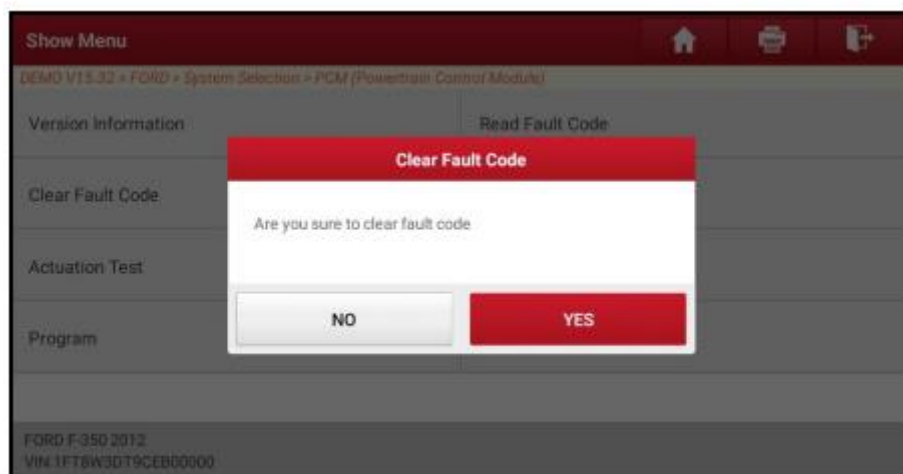 Show Menu
DEMO V15.32 > FORD > System Selection > PCM (Powertrain Control Module)
Version Information
Read Fault Code
Clear Fault Code
Clear Fault Code
Are you sure to clear fault code
Actuation Test
NO
YES
Program
FORD F-350 2012
VIN:1FT8W3DT9CEB00000